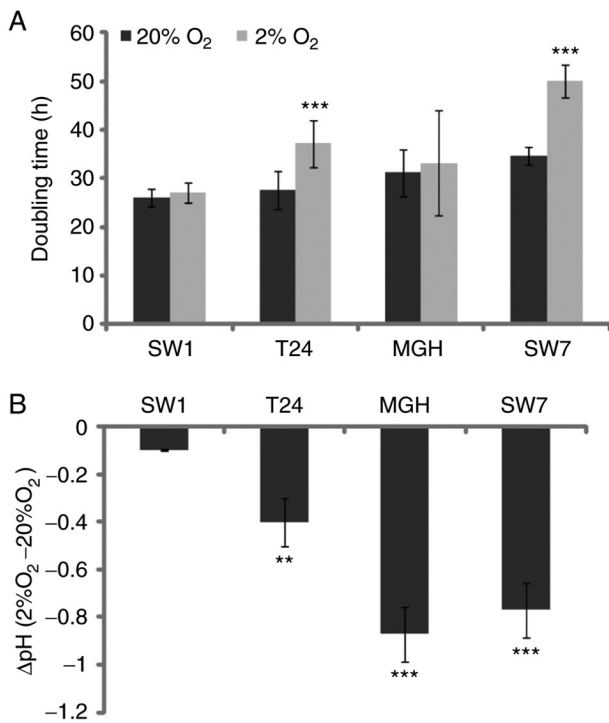 A
20% O₂ 2% O₂
60
50
40
30
20
10
0
Doubling time (h)
***
***
SW1 T24 MGH SW7
B
SW1 T24 MGH SW7
0
−0.2
−0.4
−0.6
−0.8
−1
−1.2
ΔpH (2%O₂ −20%O₂)
**
***
***